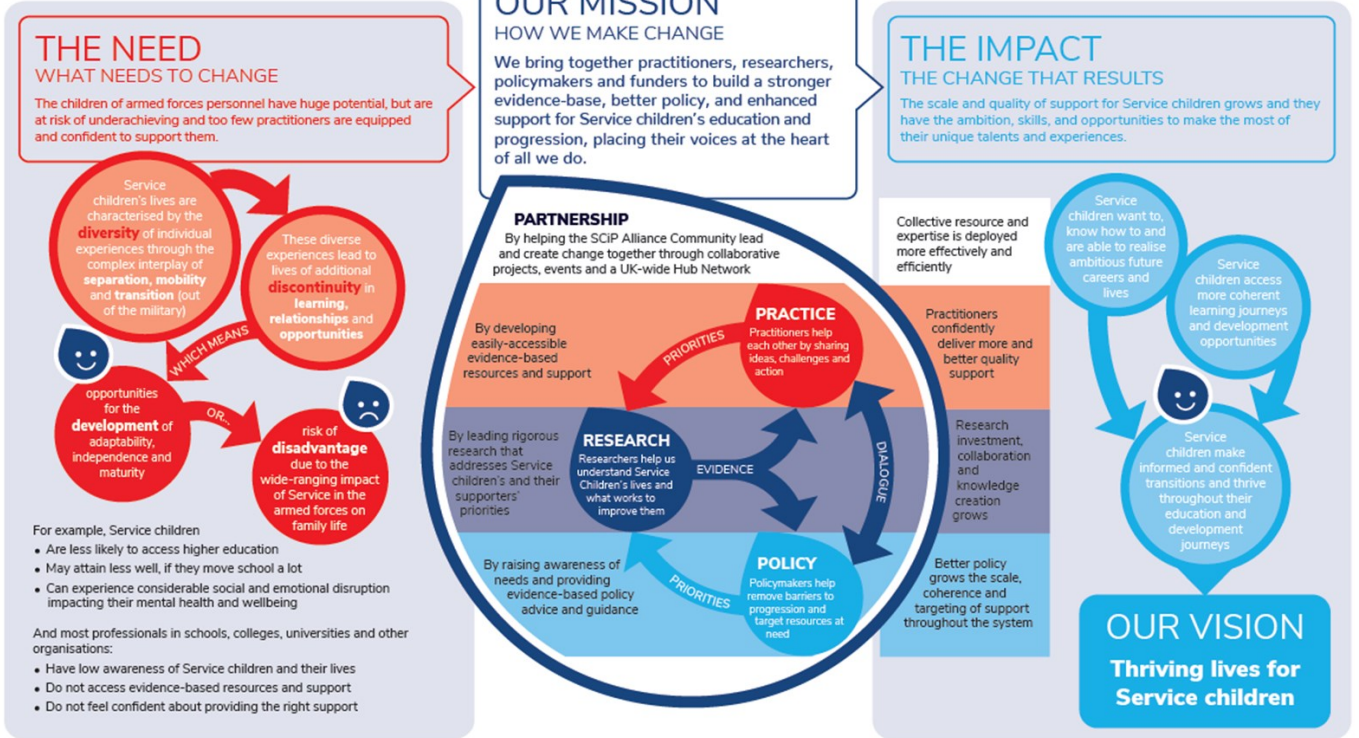 THE NEED
WHAT NEEDS TO CHANGE
The children of armed forces personnel have huge potential, but are
at risk of underachieving and too few practitioners are equipped
and confident to support them.
Service
children's lives are
characterised by the
diversity of individual
experiences through the
complex interplay of
separation, mobility
and transition (out
of the military)
These diverse
experiences lead to
lives of additional
discontinuity in
learning,
relationships and
opportunities
WHICH MEANS
opportunities
for the
development of
adaptability,
independence and
maturity
OR...
risk of
disadvantage
due to the
wide-ranging impact
of Service in the
armed forces on
family life
For example, Service children
• Are less likely to access higher education
• May attain less well, if they move school a lot
• Can experience considerable social and emotional disruption
impacting their mental health and wellbeing
And most professionals in schools, colleges, universities and other
organisations:
• Have low awareness of Service children and their lives
• Do not access evidence-based resources and support
• Do not feel confident about providing the right support
OUR MISSION
HOW WE MAKE CHANGE
We bring together practitioners, researchers,
policymakers and funders to build a stronger
evidence-base, better policy, and enhanced
support for Service children's education and
progression, placing their voices at the heart
of all we do.
PARTNERSHIP
By helping the SCiP Alliance Community lead
and create change together through collaborative
projects, events and a UK-wide Hub Network
By developing
easily-accessible
evidence-based
resources and support
PRIORITIES
PRACTICE
Practitioners help
each other by sharing
ideas, challenges and
action
By leading rigorous
research that
addresses Service
children's and their
supporters'
priorities
RESEARCH
Researchers help us
understand Service
Children's lives and
what works to
improve them
EVIDENCE
DIALOGUE
By raising awareness of
needs and providing
evidence-based policy
advice and guidance
PRIORITIES
POLICY
Policymakers help
remove barriers to
progression and
target resources at
need
THE IMPACT
THE CHANGE THAT RESULTS
The scale and quality of support for Service children grows and they
have the ambition, skills, and opportunities to make the most of
their unique talents and experiences.
Collective resource and
expertise is deployed
more effectively and
efficiently
Practitioners
confidently
deliver more and
better quality
support
Research
investment,
collaboration
and
knowledge
creation
grows
Better policy
grows the scale,
coherence and
targeting of support
throughout the system
Service
children want to,
know how to and
are able to realise
ambitious future
careers and
lives
Service
children access
more coherent
learning journeys
and development
opportunities
Service
children make
informed and confident
transitions and thrive
throughout their
education and
development
journeys
OUR VISION
Thriving lives for
Service children